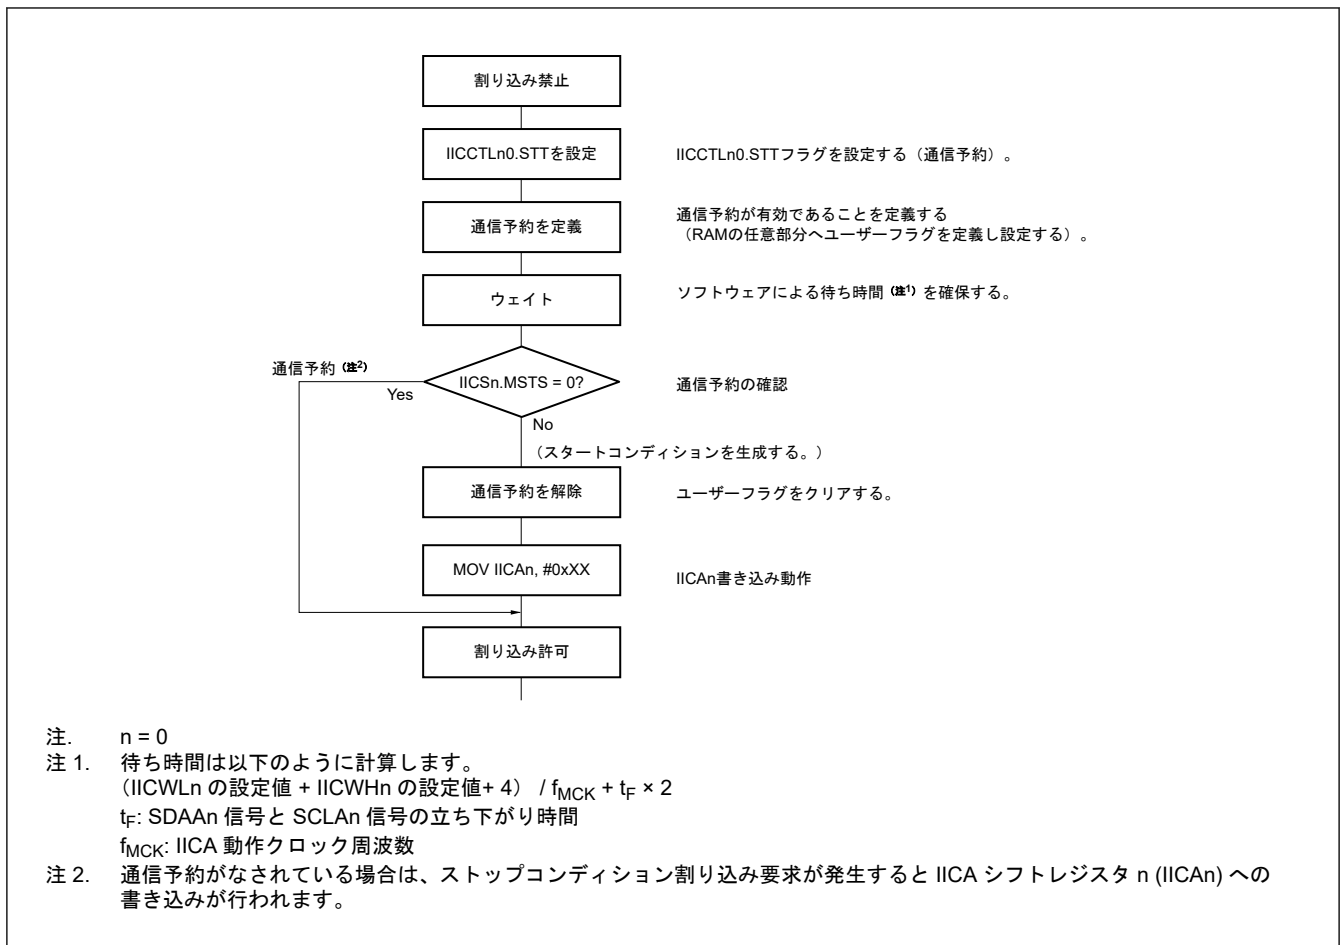 割り込み禁止
IICCTLn0.STTを設定
IICCTLn0.STTフラグを設定する（通信予約）。
通信予約を定義
通信予約が有効であることを定義する
（RAMの任意部分へユーザーフラグを定義し設定する）。
ウェイト
ソフトウェアによる待ち時間（注1）を確保する。
通信予約（注2）
Yes
IICSn.MSTS = 0?
通信予約の確認
No
（スタートコンディションを生成する。）
通信予約を解除
ユーザーフラグをクリアする。
MOV IICAn, #0xXX
IICAn書き込み動作
割り込み許可
注. n = 0
注 1. 待ち時間は以下のように計算します。
（IICWLn の設定値 + IICWHn の設定値+ 4） / fMCK + tF × 2
tF: SDAAn 信号と SCLAn 信号の立ち下がり時間
fMCK: IICA 動作クロック周波数
注 2. 通信予約がなされている場合は、ストップコンディション割り込み要求が発生すると IICA シフトレジスタ n (IICAn) への
書き込みが行われます。